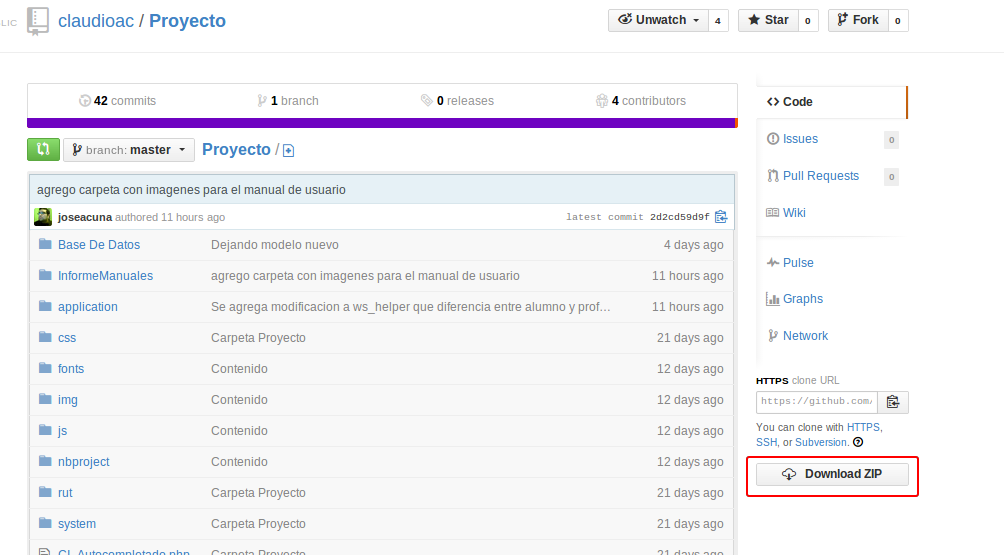 LIC claudioac / Proyecto Unwatch 4 Star 0 Fork 0
42 commits 1 branch 0 releases 4 contributors
branch: master Proyecto /
agrego carpeta con imagenes para el manual de usuario
joseacuna authored 11 hours ago latest commit 2d2cd59d9f
Base De Datos Dejando modelo nuevo 4 days ago
InformeManuales agrego carpeta con imagenes para el manual de usuario 11 hours ago
application Se agrega modificacion a ws_helper que diferencia entre alumno y prof… 11 hours ago
css Carpeta Proyecto 21 days ago
fonts Contenido 12 days ago
img Contenido 12 days ago
js Contenido 12 days ago
nbproject Contenido 12 days ago
rut Carpeta Proyecto 21 days ago
system Carpeta Proyecto 21 days ago
CL_Autocompletado.php Carpeta Proyecto 21 days ago
Code
Issues 0
Pull Requests 0
Wiki
Pulse
Graphs
Network
HTTPS clone URL
https://github.com/
You can clone with HTTPS,
SSH, or Subversion.
Download ZIP